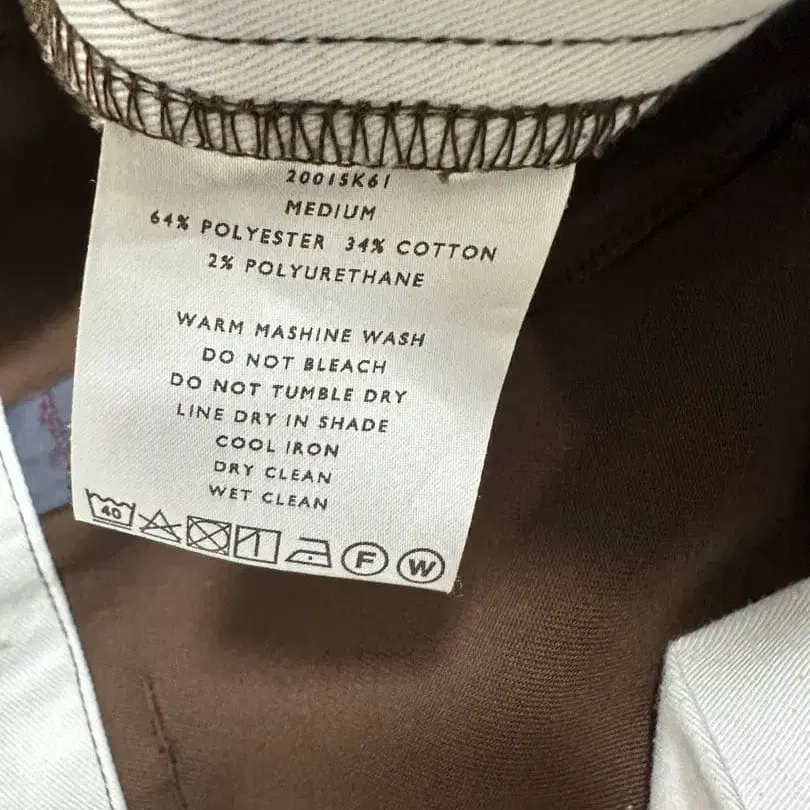 20015K61
MEDIUM
64% POLYESTER 34% COTTON
2% POLYURETHANE
WARM MASHINE WASH
DO NOT BLEACH
DO NOT TUMBLE DRY
LINE DRY IN SHADE
COOL IRON
DRY CLEAN
WET CLEAN
40 F W